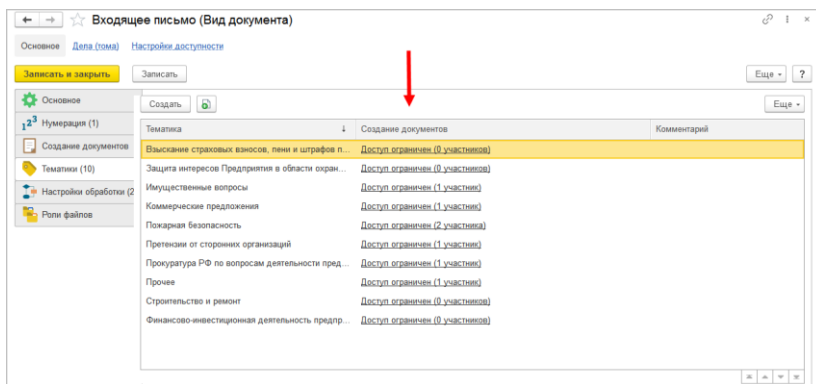 Входящее письмо (Вид документа)
Основное Дела (тома) Настройки доступности
Записать и закрыть Записать Еще ?
Основное
Нумерация (1)
Создание документов
Тематики (10)
Настройки обработки (2
Роли файлов
Создать Еще
Тематика Создание документов Комментарий
Взыскание страховых взносов, пени и штрафов п... Доступ ограничен (0 участников)
Защита интересов Предприятия в области охран... Доступ ограничен (0 участников)
Имущественные вопросы Доступ ограничен (1 участник)
Коммерческие предложения Доступ ограничен (1 участник)
Пожарная безопасность Доступ ограничен (2 участника)
Претензии от сторонних организаций Доступ ограничен (1 участник)
Прокуратура РФ по вопросам деятельности пред... Доступ ограничен (1 участник)
Прочее Доступ ограничен (1 участник)
Строительство и ремонт Доступ ограничен (0 участников)
Финансово-инвестиционная деятельность предпр... Доступ ограничен (0 участников)